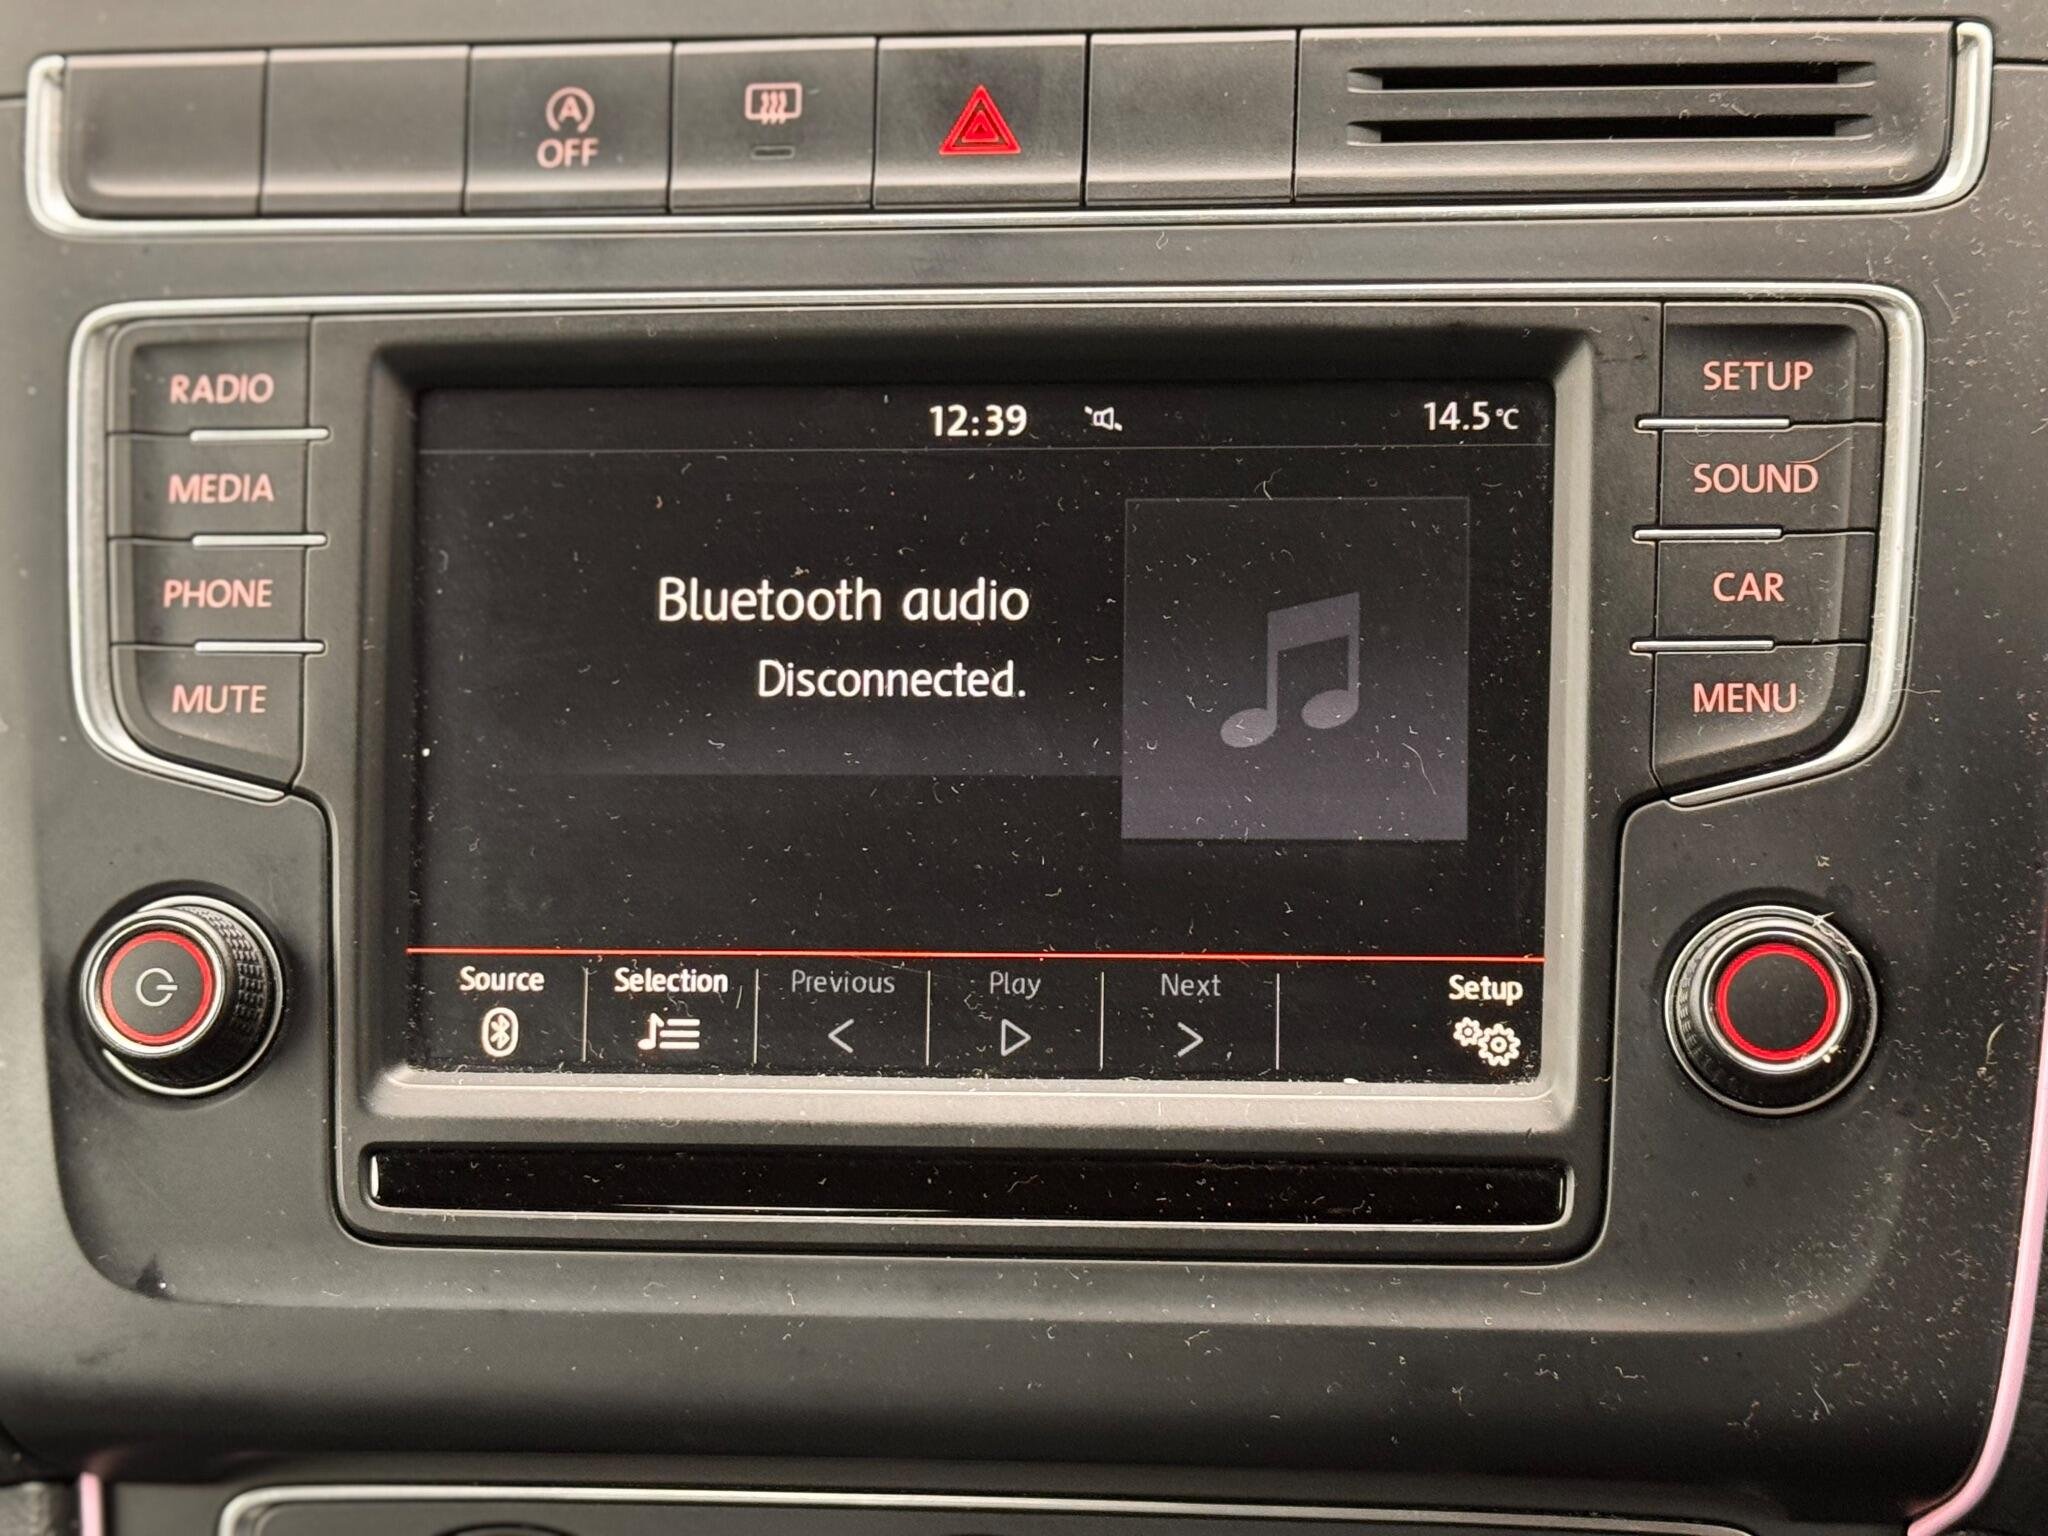 A
OFF
RADIO
MEDIA
PHONE
MUTE
12:39
14.5°C
Bluetooth audio
Disconnected.
Source
Selection
Previous
Play
Next
Setup
SETUP
SOUND
CAR
MENU